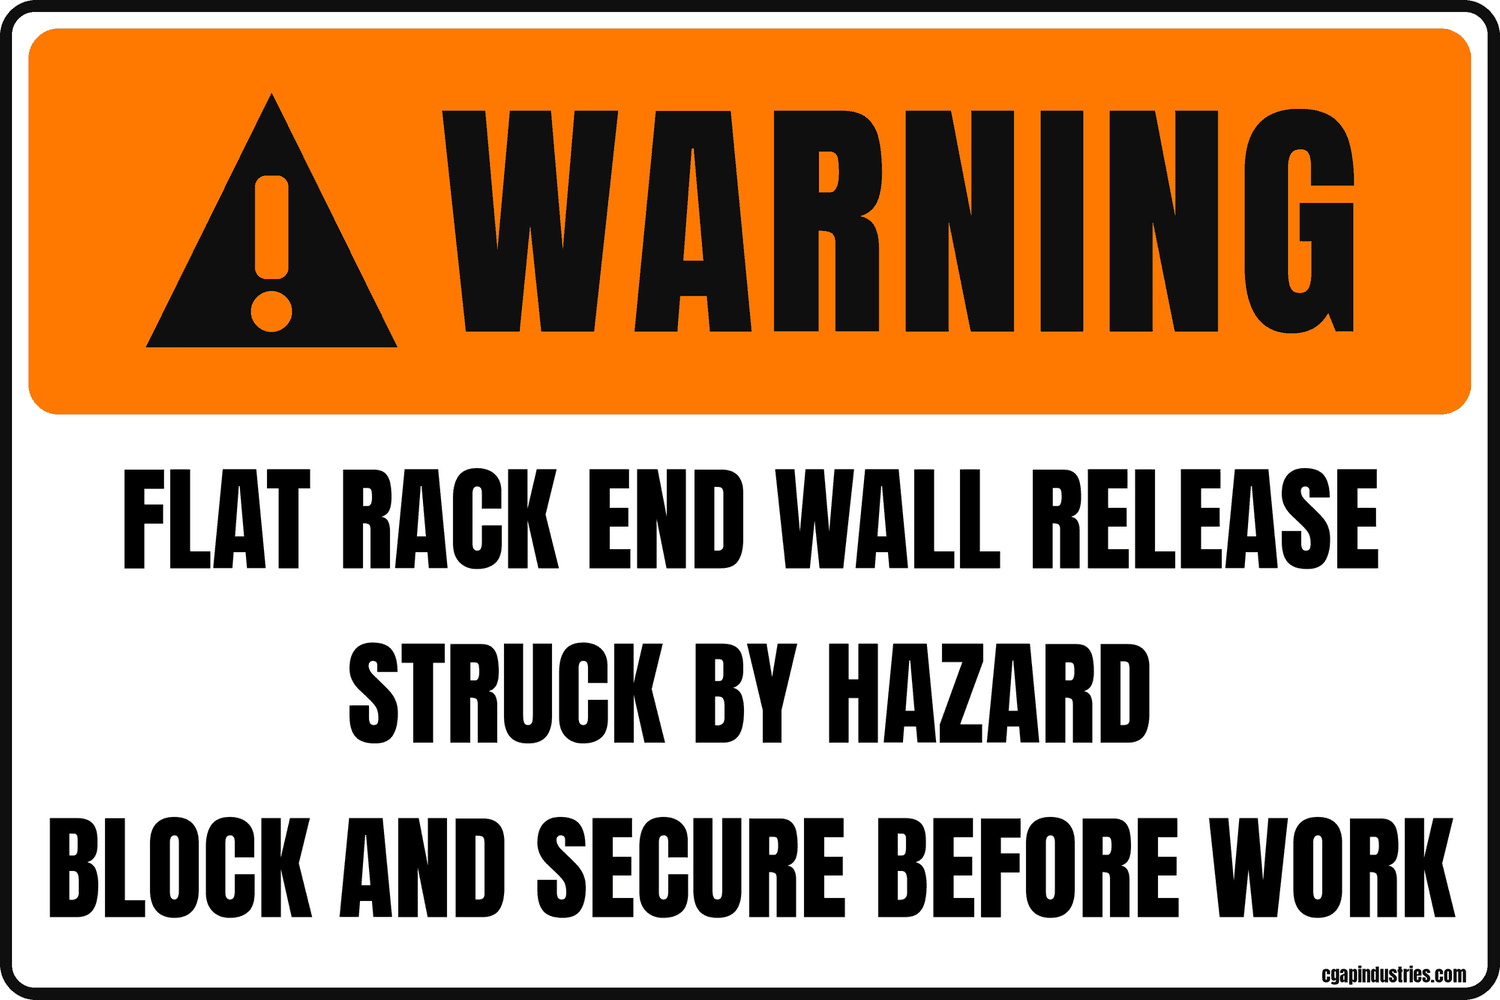 WARNING
FLAT RACK END WALL RELEASE
STRUCK BY HAZARD
BLOCK AND SECURE BEFORE WORK
cgapindustries.com